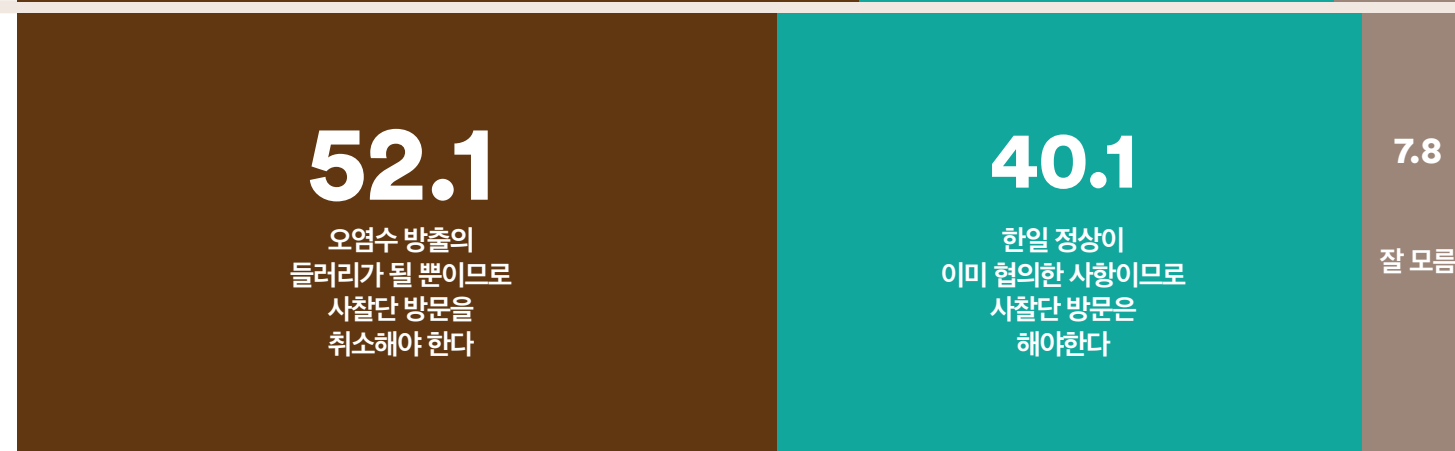 52.1
오염수 방출의
들러리가 될 뿐이므로
사찰단 방문을
취소해야 한다
40.1
한일 정상이
이미 협의한 사항이므로
사찰단 방문은
해야한다
7.8
잘 모름